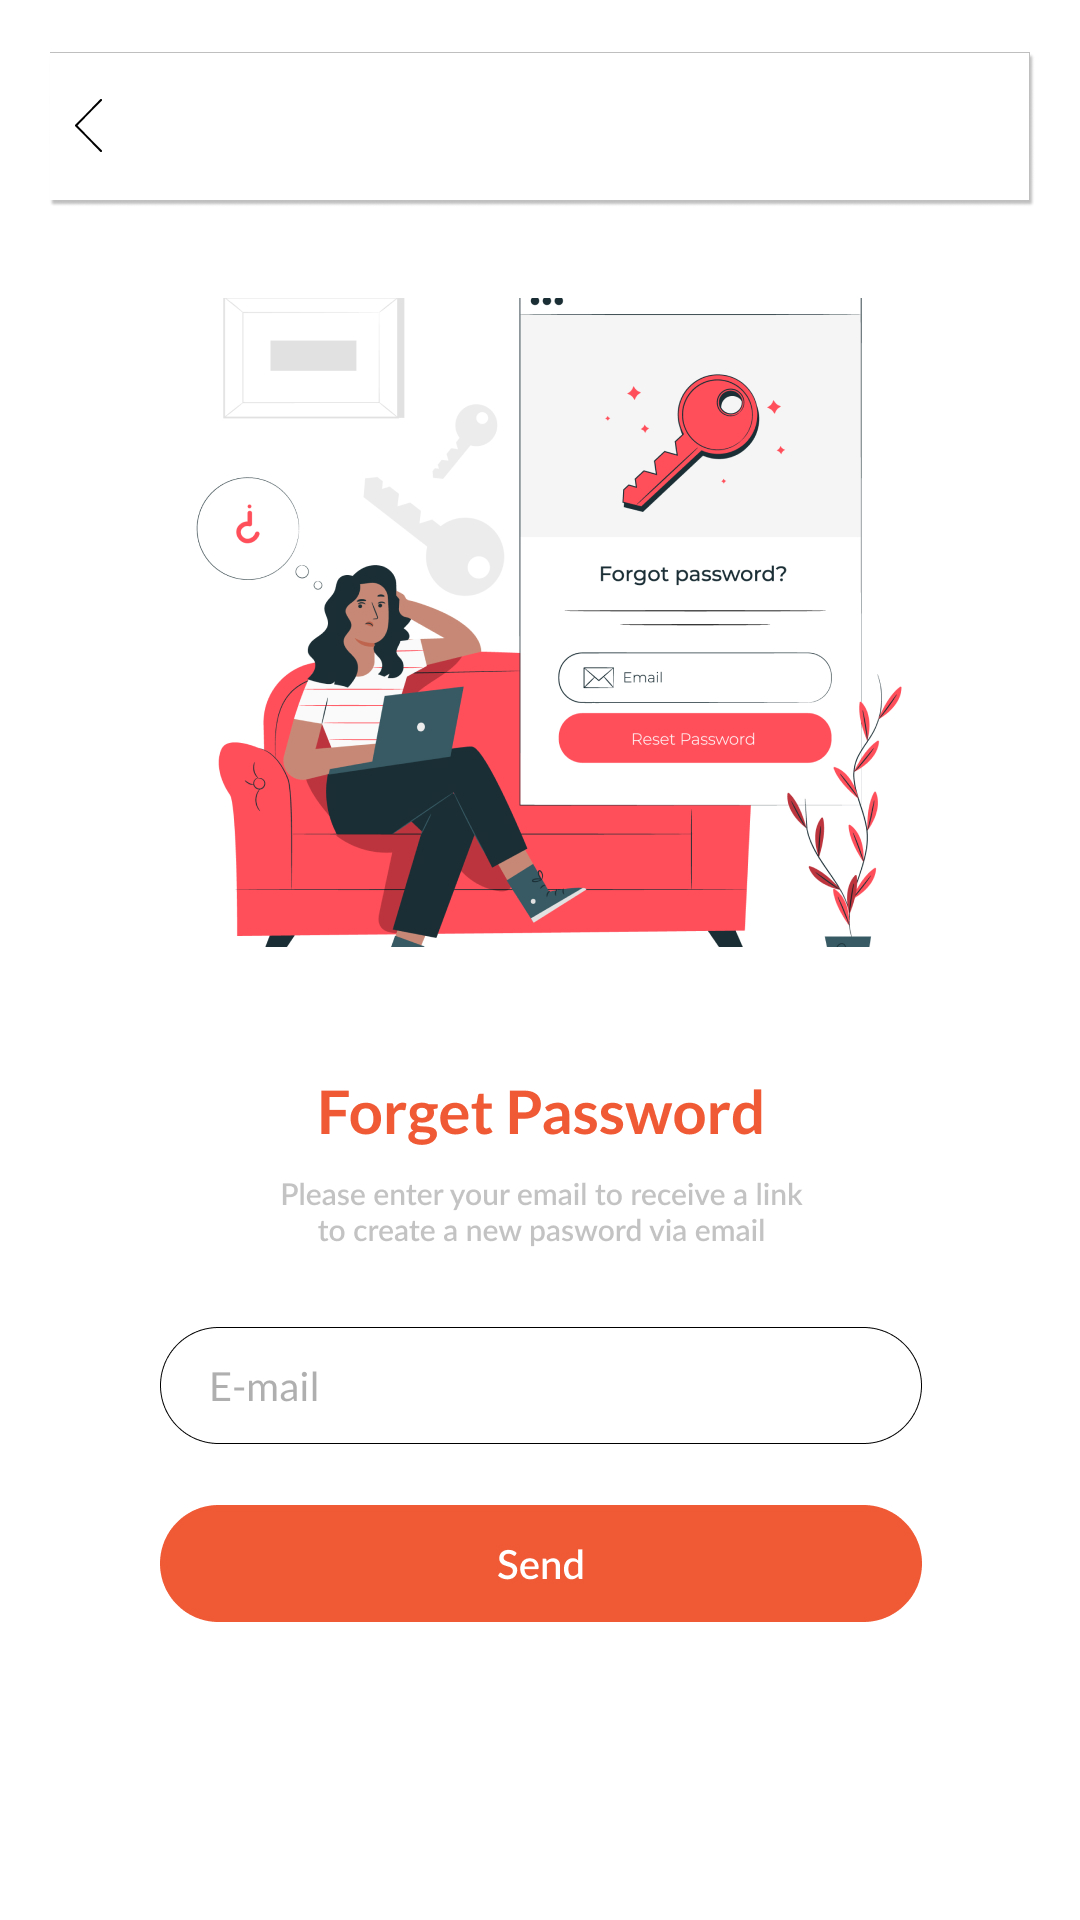 ¿
Forgot password?
Email
Reset Password
Forget Password
Please enter your email to receive a link
to create a new pasword via email
E-mail
Send